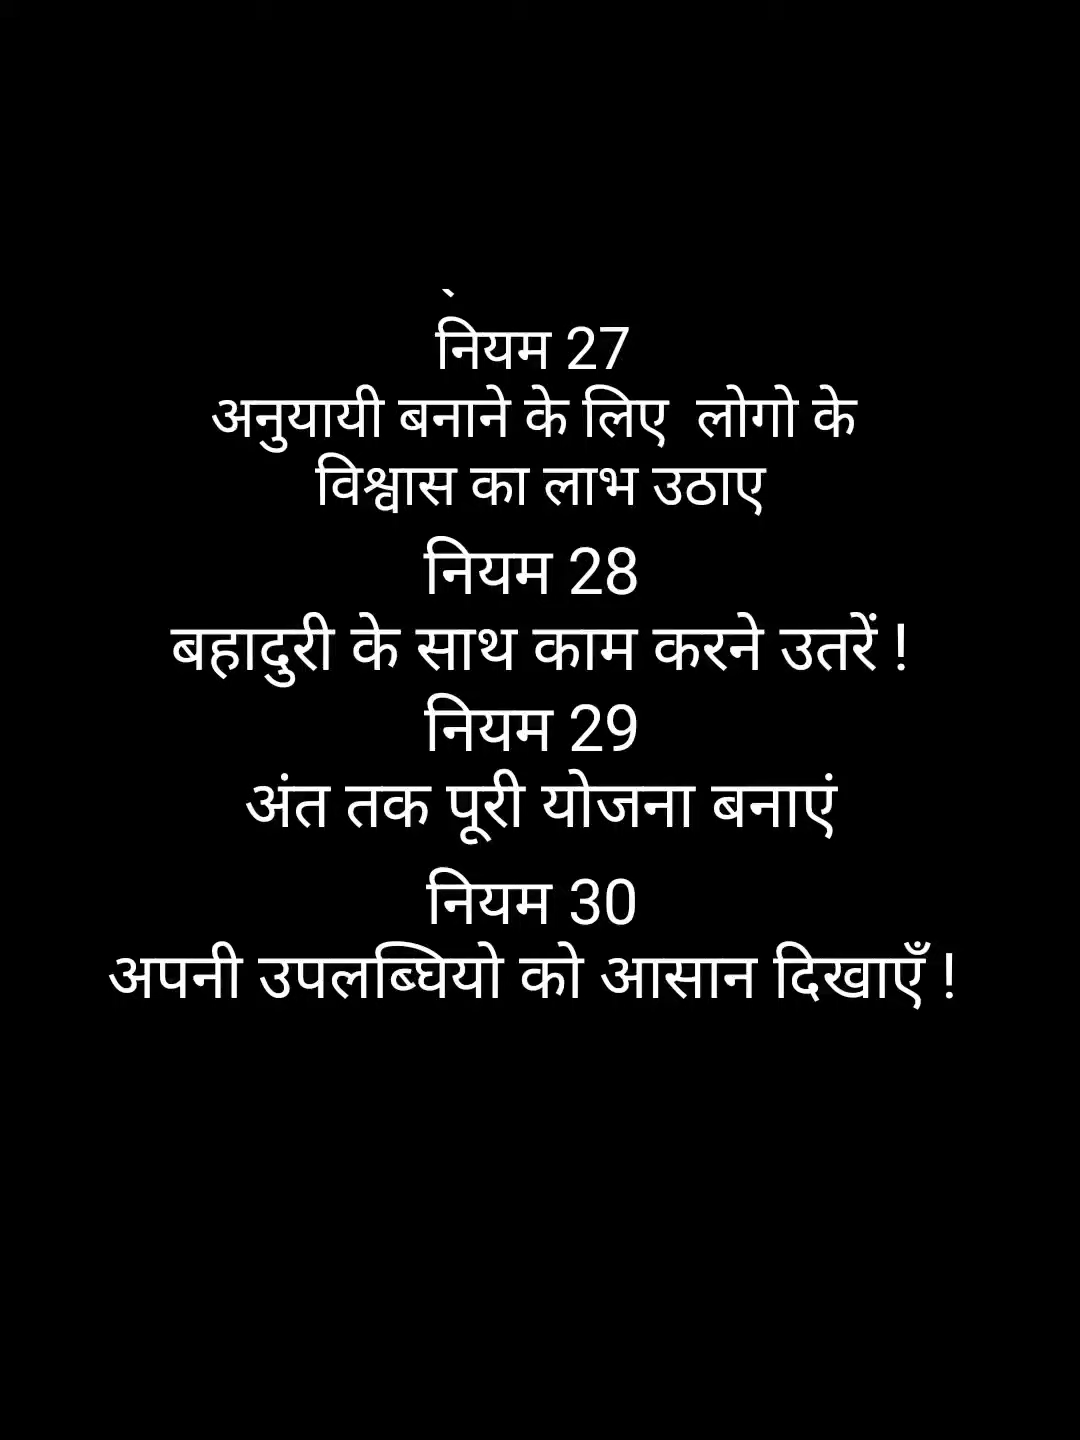 नियम 27
अनुयायी बनाने के लिए  लोगो के
विश्वास का लाभ उठाए
नियम 28
बहादुरी के साथ काम करने उतरें !
नियम 29
अंत तक पूरी योजना बनाएं
नियम 30
अपनी उपलब्घियो को आसान दिखाएँ !